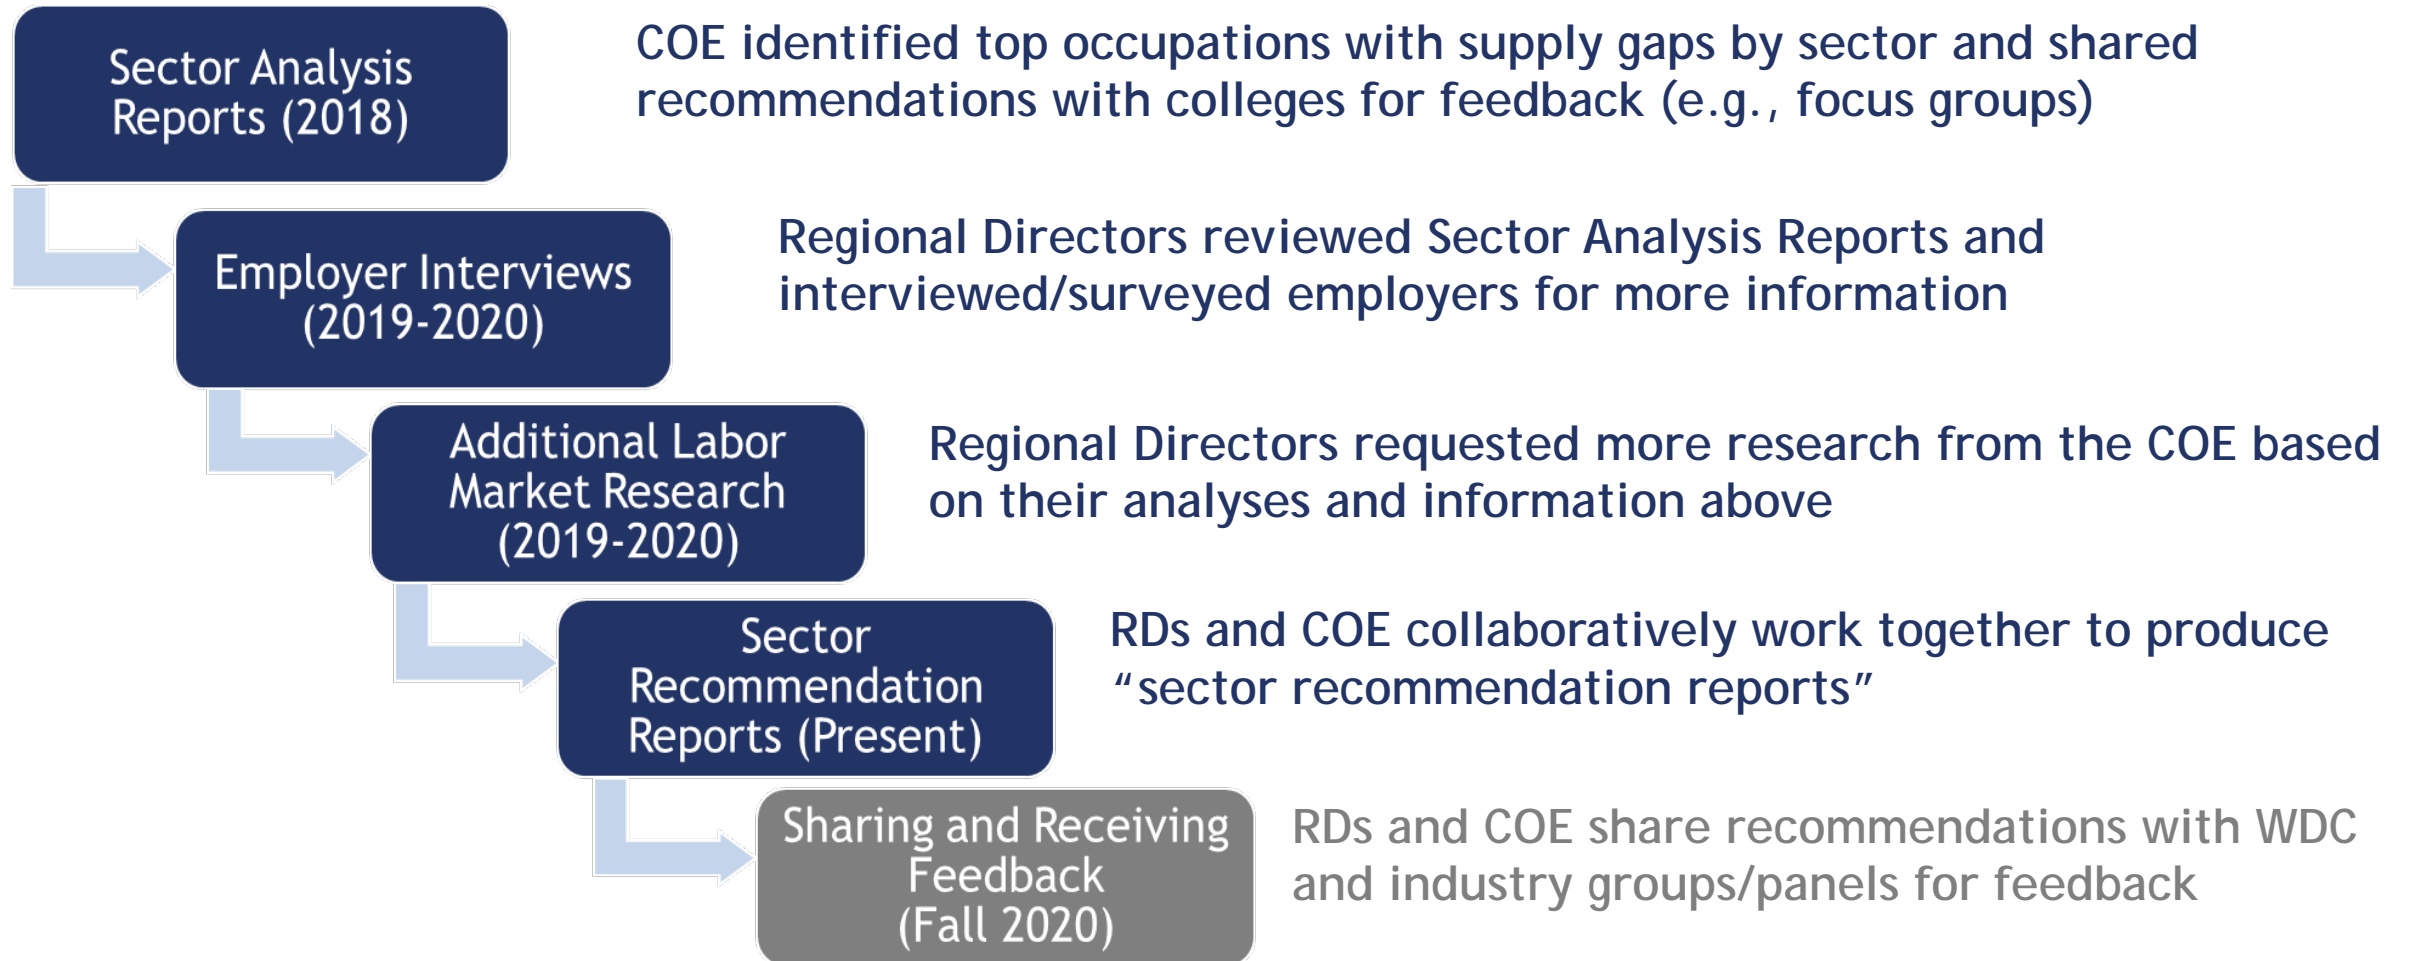 Sector Analysis
Reports (2018)
COE identified top occupations with supply gaps by sector and shared
recommendations with colleges for feedback (e.g., focus groups)
Employer Interviews
(2019-2020)
Regional Directors reviewed Sector Analysis Reports and
interviewed/surveyed employers for more information
Additional Labor
Market Research
(2019-2020)
Regional Directors requested more research from the COE based
on their analyses and information above
Sector
Recommendation
Reports (Present)
RDs and COE collaboratively work together to produce
“sector recommendation reports”
Sharing and Receiving
Feedback
(Fall 2020)
RDs and COE share recommendations with WDC
and industry groups/panels for feedback